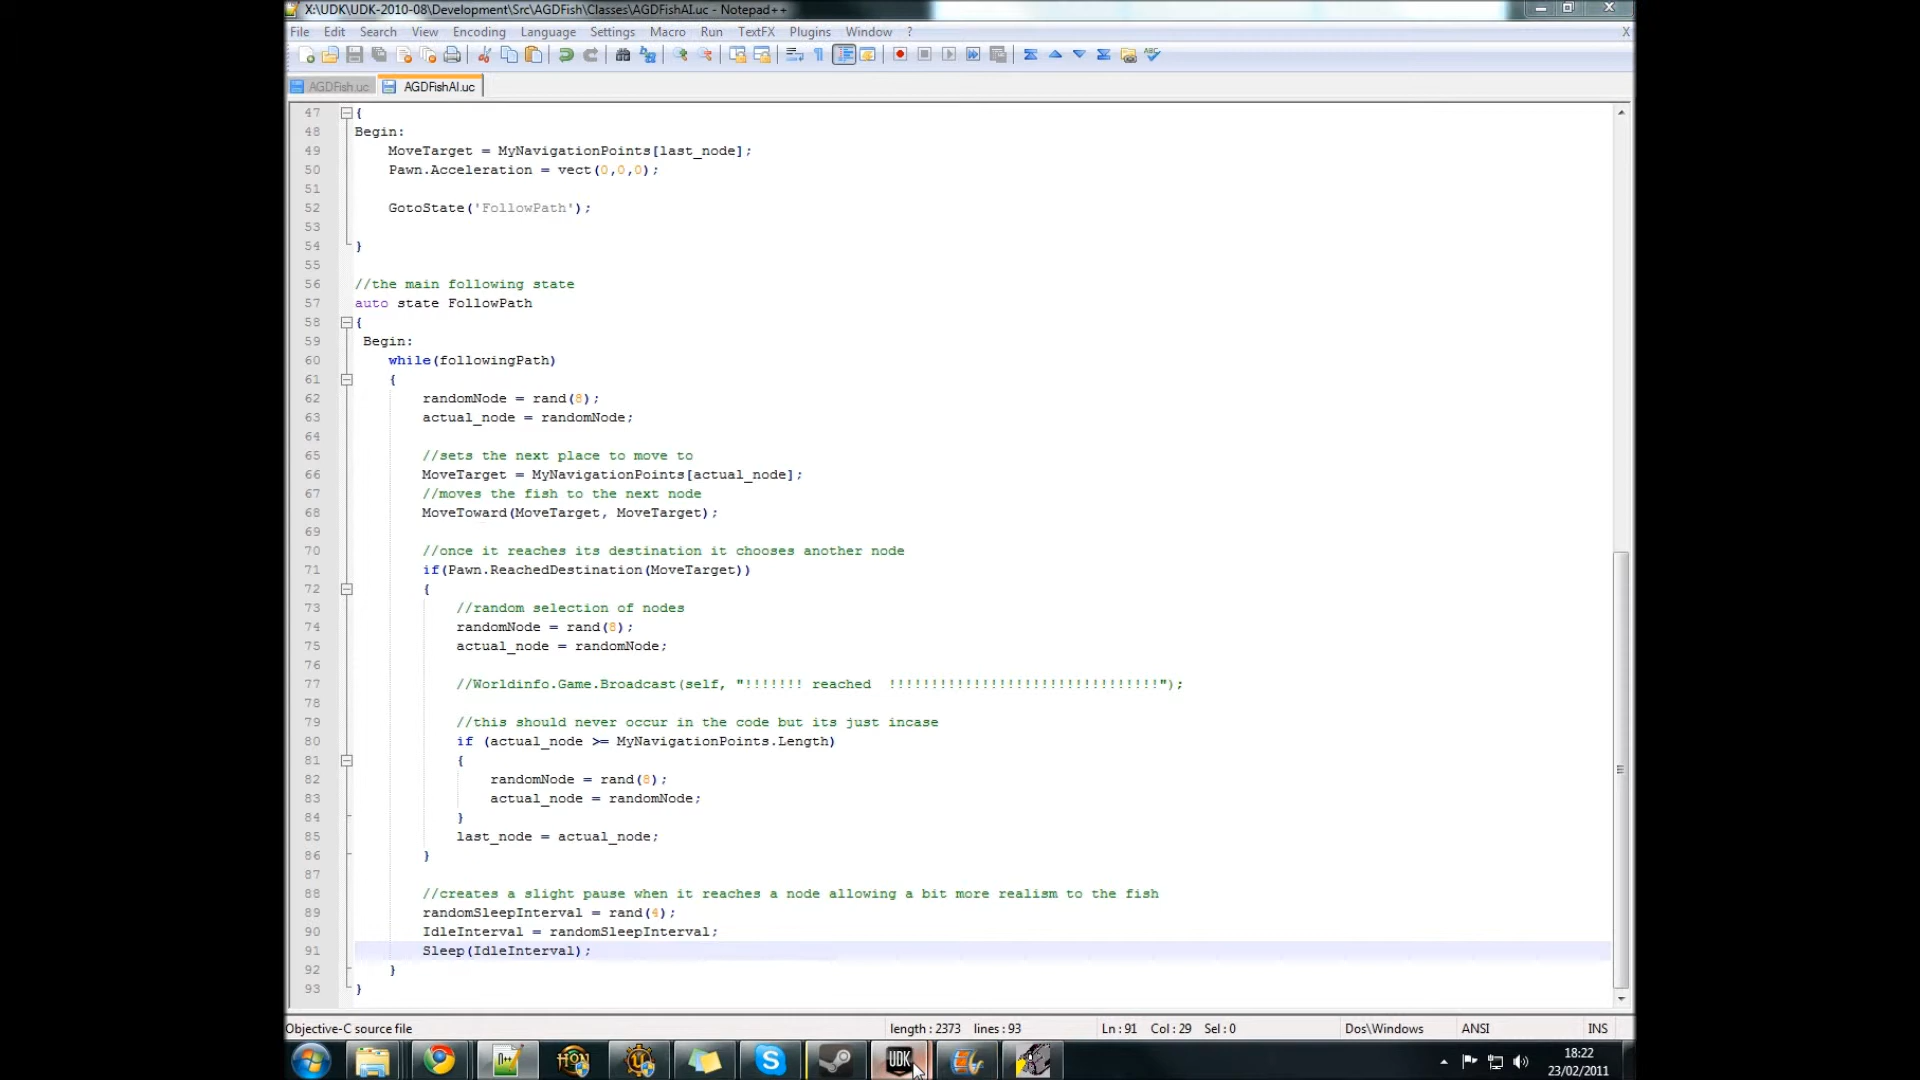 X:\UDK\UDK-2010-08\Development\Src\AGDFish\Classes\AGDFishAI.uc - Notepad++
File Edit Search View Encoding Language Settings Macro Run TextFX Plugins Window ? X
AGDFish.uc AGDFishAI.uc
47 {
48 Begin:
49 MoveTarget = MyNavigationPoints[last_node];
50 Pawn.Acceleration = vect(0,0,0);
51
52 GotoState('FollowPath');
53
54 }
55
56 //the main following state
57 auto state FollowPath
58 {
59 Begin:
60 while(followingPath)
61 {
62 randomNode = rand(8);
63 actual_node = randomNode;
64
65 //sets the next place to move to
66 MoveTarget = MyNavigationPoints[actual_node];
67 //moves the fish to the next node
68 MoveToward(MoveTarget, MoveTarget);
69
70 //once it reaches its destination it chooses another node
71 if(Pawn.ReachedDestination(MoveTarget))
72 {
73 //random selection of nodes
74 randomNode = rand(8);
75 actual_node = randomNode;
76
77 //Worldinfo.Game.Broadcast(self, "!!!!!!! reached  !!!!!!!!!!!!!!!!!!!!!!!!!!!!!!!!");
78
79 //this should never occur in the code but its just incase
80 if (actual_node >= MyNavigationPoints.Length)
81 {
82 randomNode = rand(8);
83 actual_node = randomNode;
84 }
85 last_node = actual_node;
86 }
87
88 //creates a slight pause when it reaches a node allowing a bit more realism to the fish
89 randomSleepInterval = rand(4);
90 IdleInterval = randomSleepInterval;
91 Sleep(IdleInterval);
92 }
93 }
Objective-C source file length : 2373 lines : 93 Ln : 91 Col : 29 Sel : 0 Dos\Windows ANSI INS
HON UDK 18:22
23/02/2011